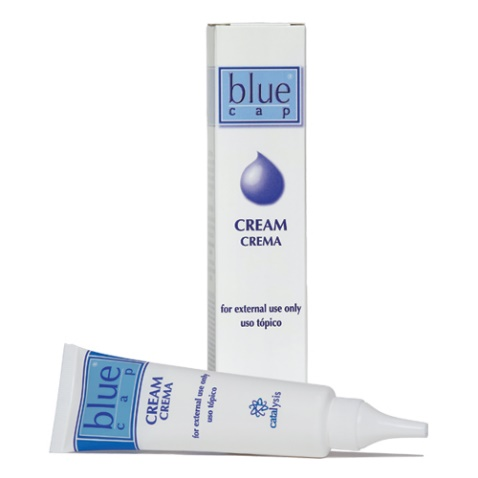 blue®
cap
CREAM
CREMA
for external use only
uso tópico
blue
cap
CREAM
CREMA
for external use only
uso tópico
catalysis